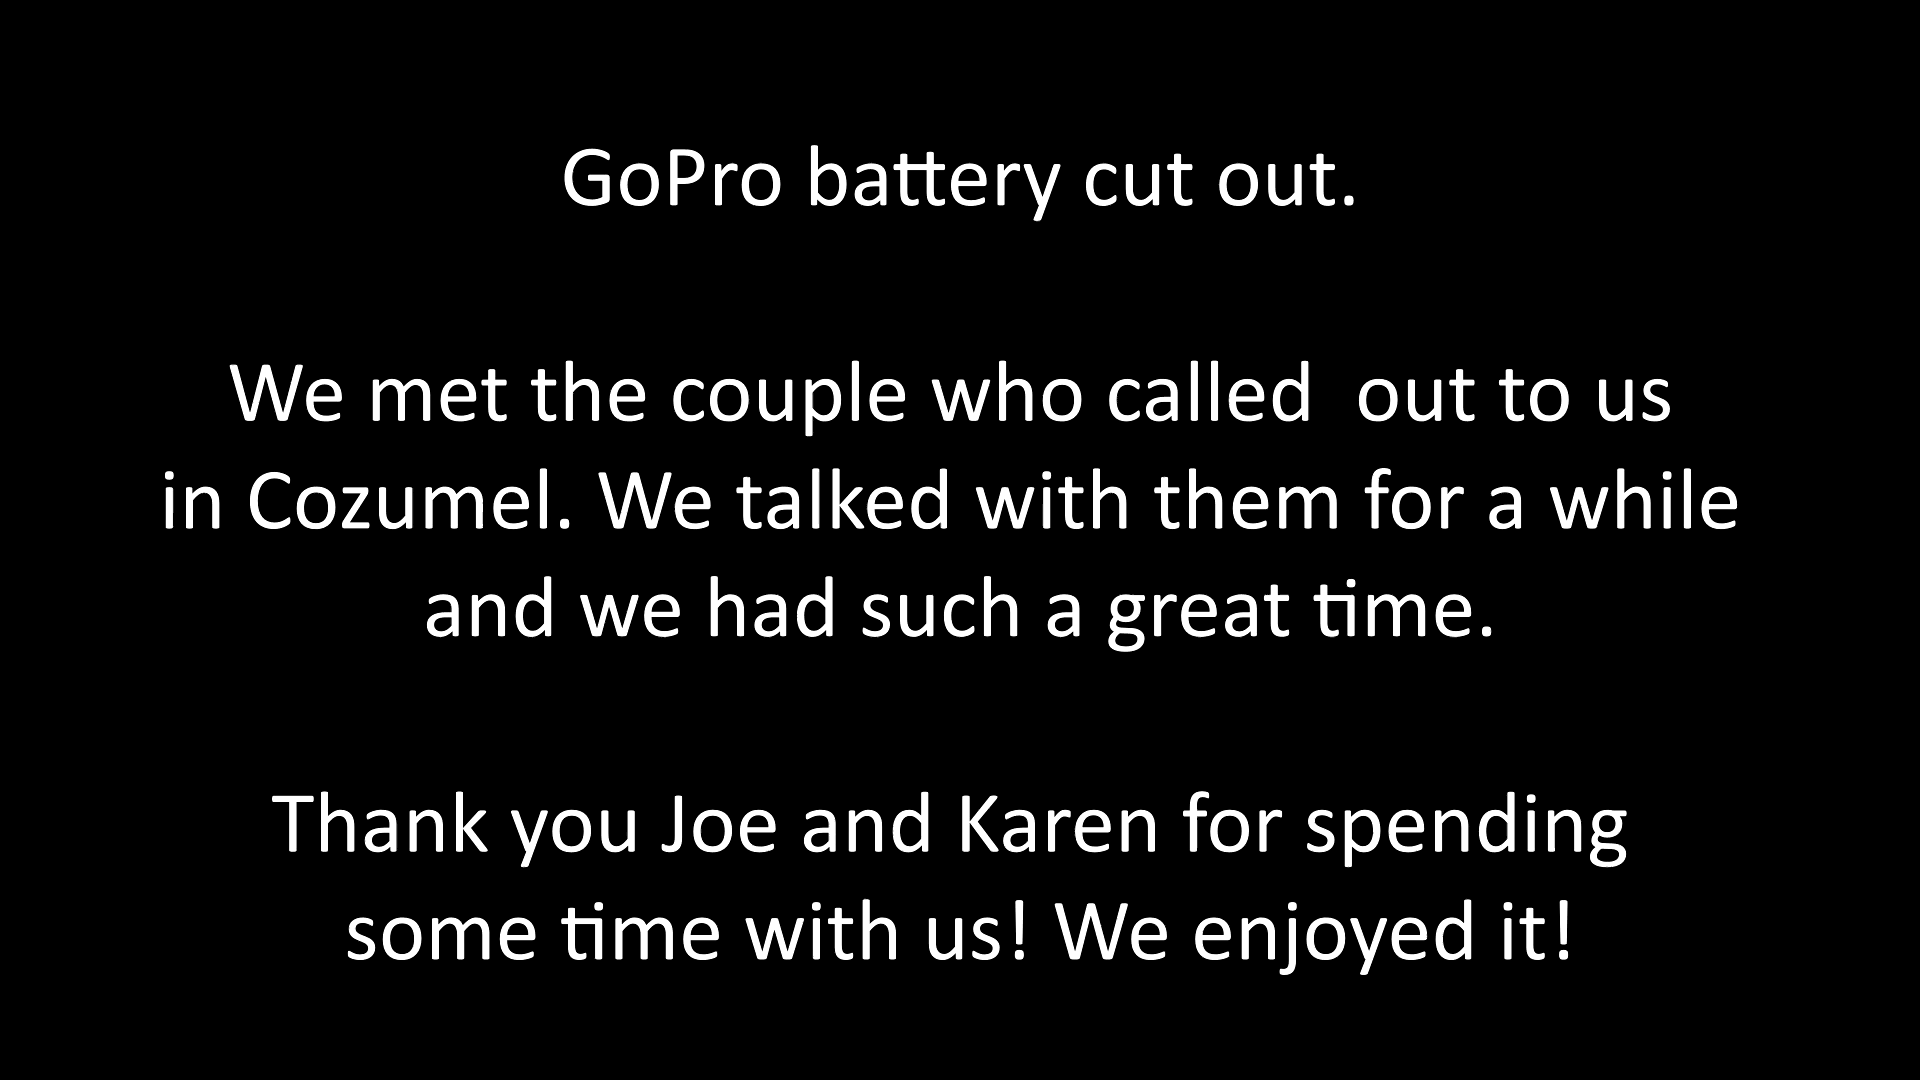 GoPro battery cut out.
We met the couple who called  out to us
in Cozumel. We talked with them for a while
and we had such a great time.
Thank you Joe and Karen for spending
some time with us! We enjoyed it!